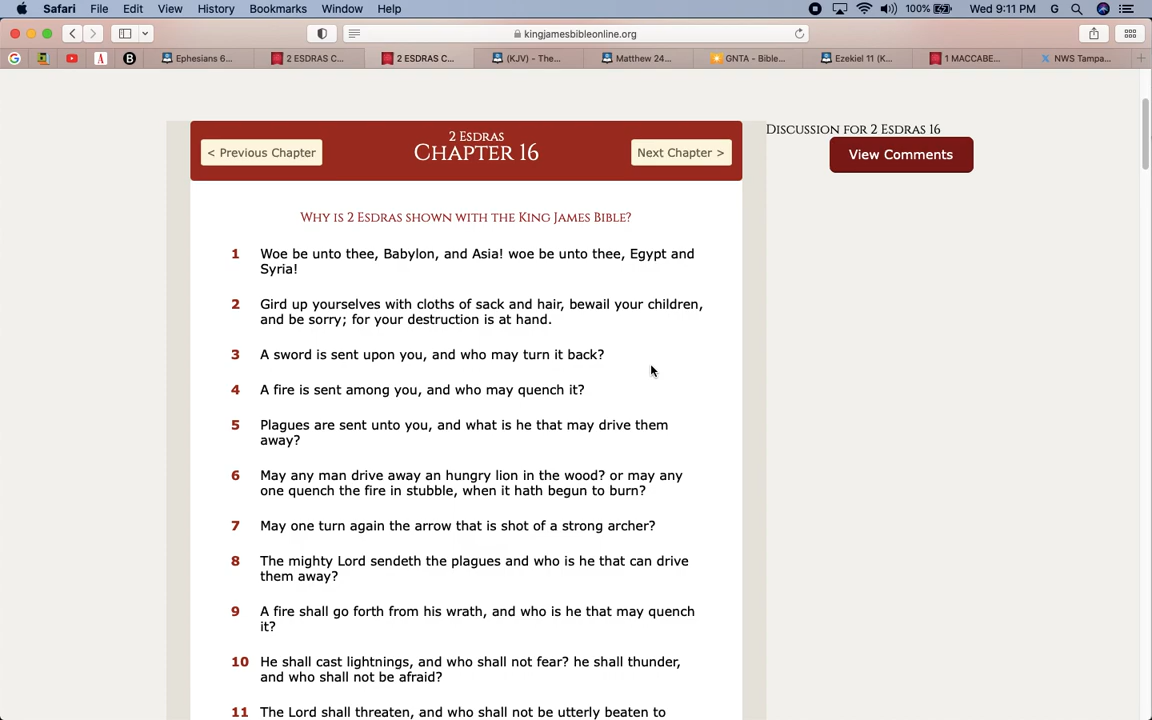 Safari File Edit View History Bookmarks Window Help 100% Wed 9:11 PM G
kingjamesbibleonline.org
G A B Ephesians 6... 2 ESDRAS C... 2 ESDRAS C... (KJV) - The... Matthew 24... GNTA - Bible... Ezekiel 11 (K... 1 MACCABE... X NWS Tampa...
2 Esdras
< Previous Chapter Chapter 16 Next Chapter >
Discussion for 2 Esdras 16
View Comments
Why is 2 Esdras shown with the King James Bible?
1 Woe be unto thee, Babylon, and Asia! woe be unto thee, Egypt and
Syria!
2 Gird up yourselves with cloths of sack and hair, bewail your children,
and be sorry; for your destruction is at hand.
3 A sword is sent upon you, and who may turn it back?
4 A fire is sent among you, and who may quench it?
5 Plagues are sent unto you, and what is he that may drive them
away?
6 May any man drive away an hungry lion in the wood? or may any
one quench the fire in stubble, when it hath begun to burn?
7 May one turn again the arrow that is shot of a strong archer?
8 The mighty Lord sendeth the plagues and who is he that can drive
them away?
9 A fire shall go forth from his wrath, and who is he that may quench
it?
10 He shall cast lightnings, and who shall not fear? he shall thunder,
and who shall not be afraid?
11 The Lord shall threaten, and who shall not be utterly beaten to